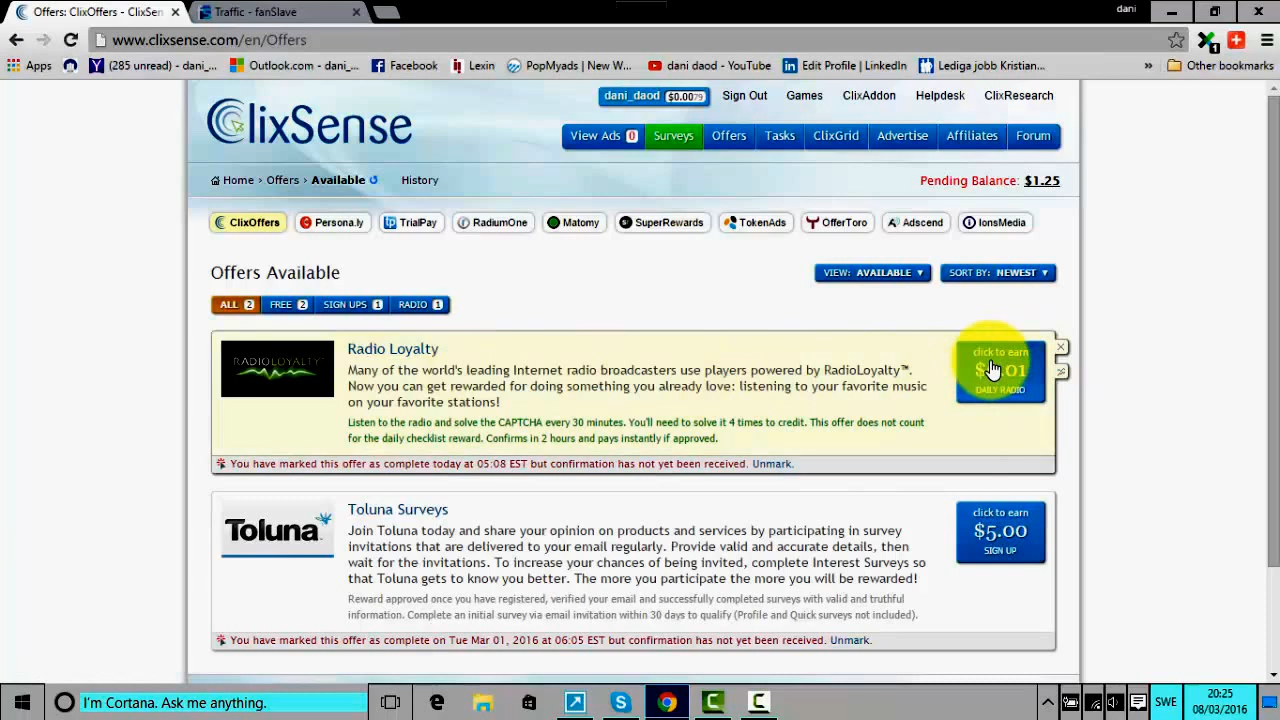 Offers: ClixOffers - ClixSen
Traffic - fanSlave
dani
www.clixsense.com/en/Offers
1
Apps
(285 unread) - dani_...
Outlook.com - dani_...
Facebook
Lexin
PopMyads | New W...
dani daod - YouTube
Edit Profile | LinkedIn
Lediga jobb Kristian...
»
Other bookmarks
dani_daod $0.0079
Sign Out
Games
ClixAddon
Helpdesk
ClixResearch
ClixSense
View Ads 0
Surveys
Offers
Tasks
ClixGrid
Advertise
Affiliates
Forum
Home › Offers › Available
History
Pending Balance: $1.25
ClixOffers
Persona.ly
TrialPay
RadiumOne
Matomy
SuperRewards
TokenAds
OfferToro
Adscend
IonsMedia
Offers Available
VIEW: AVAILABLE ▼
SORT BY: NEWEST ▼
ALL 2
FREE 2
SIGN UPS 1
RADIO 1
RADIOLOYALTY
Radio Loyalty
Many of the world's leading Internet radio broadcasters use players powered by RadioLoyalty™.
Now you can get rewarded for doing something you already love: listening to your favorite music
on your favorite stations!
Listen to the radio and solve the CAPTCHA every 30 minutes. You'll need to solve it 4 times to credit. This offer does not count
for the daily checklist reward. Confirms in 2 hours and pays instantly if approved.
click to earn
DAILY RADIO
You have marked this offer as complete today at 05:08 EST but confirmation has not yet been received. Unmark.
Toluna
Toluna Surveys
Join Toluna today and share your opinion on products and services by participating in survey
invitations that are delivered to your email regularly. Provide valid and accurate details, then
wait for the invitations. To increase your chances of being invited, complete Interest Surveys so
that Toluna gets to know you better. The more you participate the more you will be rewarded!
Reward approved once you have registered, verified your email and successfully completed surveys with valid and truthful
information. Complete an initial survey via email invitation within 30 days to qualify (Profile and Quick surveys not included).
click to earn
$5.00
SIGN UP
You have marked this offer as complete on Tue Mar 01, 2016 at 06:05 EST but confirmation has not yet been received. Unmark.
I'm Cortana. Ask me anything.
SWE
20:25
08/03/2016